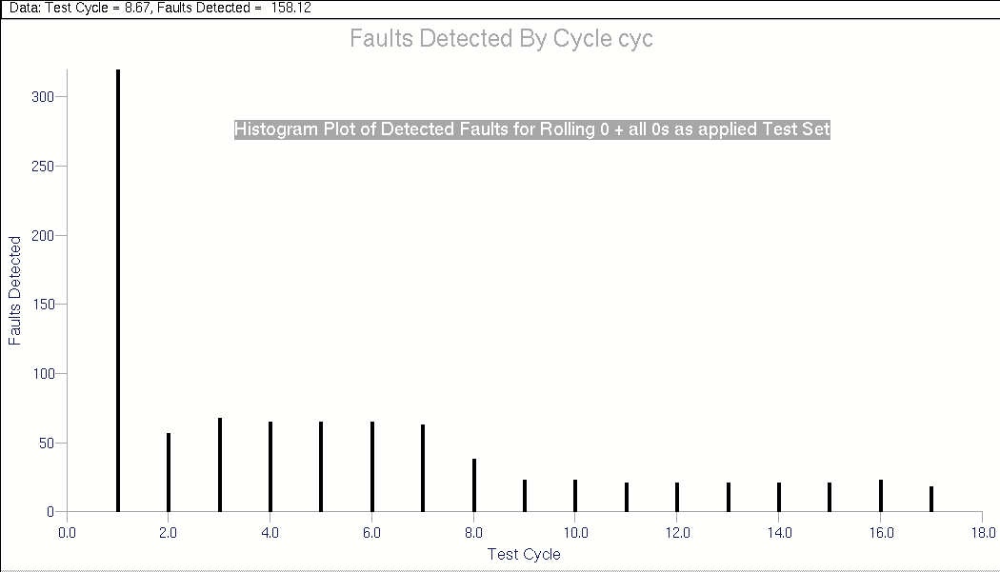 Data: Test Cycle = 8.67, Faults Detected = 158.12
Faults Detected By Cycle cyc
Histogram Plot of Detected Faults for Rolling 0 + all 0s as applied Test Set
300
250
200
150
100
50
0
Faults Detected
0.0 2.0 4.0 6.0 8.0 10.0 12.0 14.0 16.0 18.0
Test Cycle